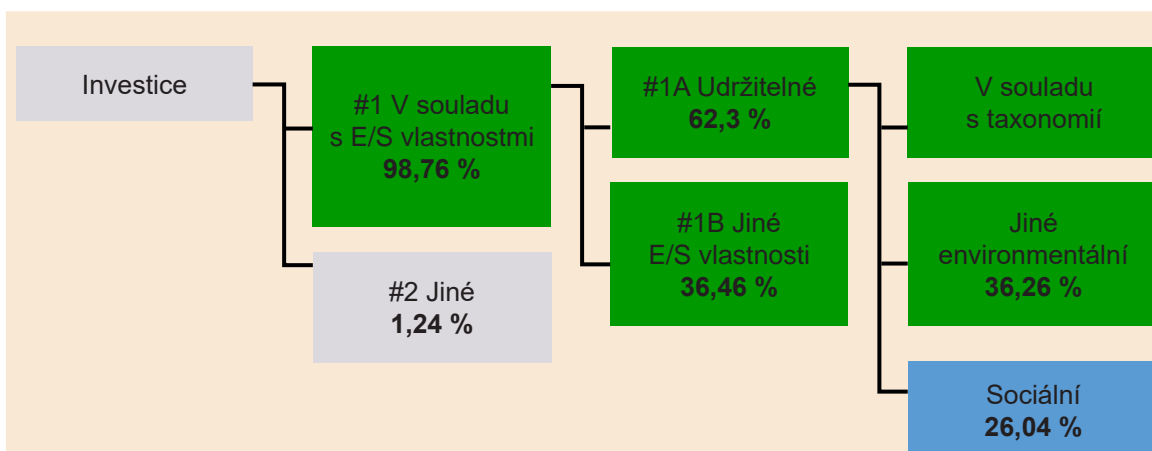 Investice
#1 V souladu
s E/S vlastnostmi
98,76 %
#2 Jiné
1,24 %
#1A Udržitelné
62,3 %
#1B Jiné
E/S vlastnosti
36,46 %
V souladu
s taxonomií
Jiné
environmentální
36,26 %
Sociální
26,04 %